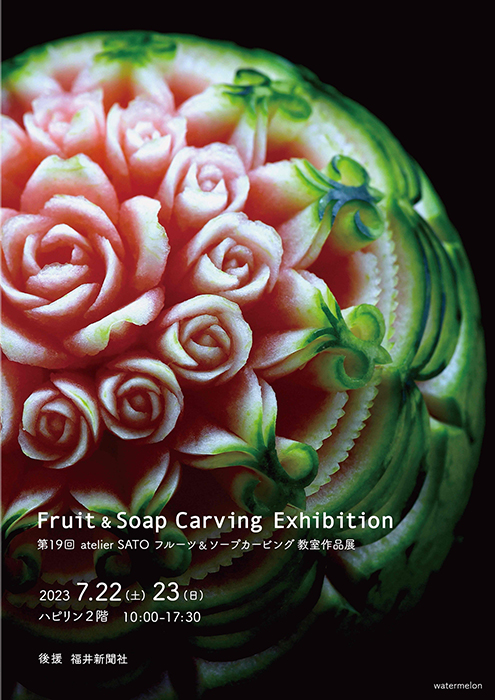 Fruit & Soap Carving Exhibition
第19回 atelier SATO フルーツ＆ソープカービング 教室作品展
2023 7.22（土）23（日）
ハピリン2階 10:00-17:30
後援 福井新聞社
watermelon